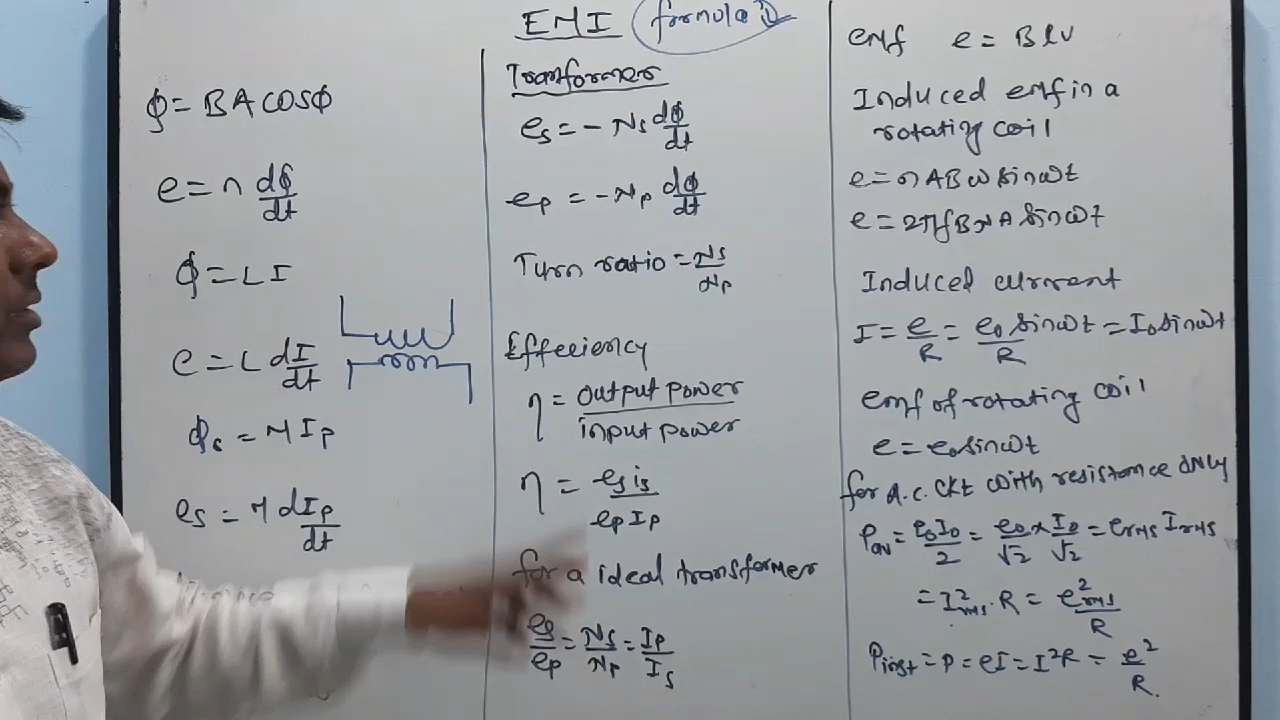 EMI formula
ϕ = BA cosϕ
e = n dϕ/dt
ϕ = LI
e = L dI/dt
ϕs = M Ip
es = M dIp/dt
Tranformer
es = - Ns dϕ/dt
ep = - Np dϕ/dt
Turn ratio = Ns/Np
Effeciency
η = output power/input power
η = es is/ep Ip
for a ideal transformer
es/ep = Ns/Np = Ip/Is
emf e = Blv
Induced emf in a
rotating coil
e = nABω sinωt
e = 2πfBNA sinωt
Induced current
I = e/R = e₀ sinωt/R = I₀ sinωt
emf of rotating coil
e = e₀ sinωt
for a.c. ckt with resistance only
Pav = e₀I₀/2 = e₀/√2 × I₀/√2 = erms Irms
= I²rms . R = e²rms/R
Pinst = P = eI = I²R = e²/R.